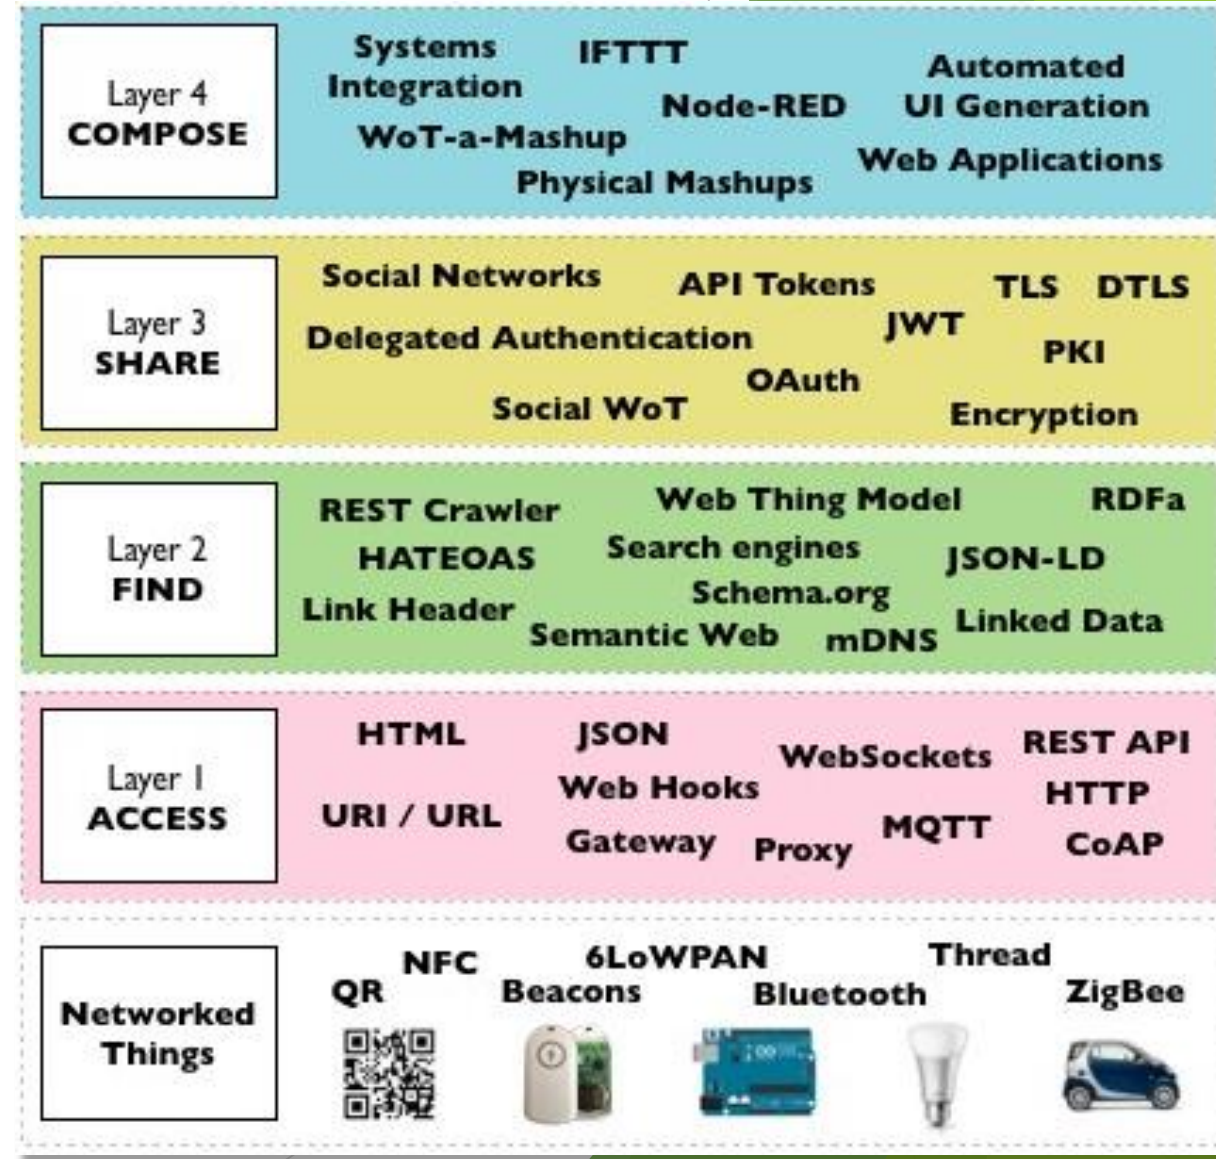 Layer 4
COMPOSE
Systems
Integration
IFTTT
Automated
UI Generation
Node-RED
WoT-a-Mashup
Web Applications
Physical Mashups
Layer 3
SHARE
Social Networks
API Tokens
TLS
DTLS
JWT
Delegated Authentication
PKI
OAuth
Social WoT
Encryption
Layer 2
FIND
REST Crawler
Web Thing Model
RDFa
HATEOAS
Search engines
JSON-LD
Schema.org
Link Header
Linked Data
Semantic Web
mDNS
Layer 1
ACCESS
HTML
JSON
WebSockets
REST API
Web Hooks
HTTP
URI / URL
MQTT
Gateway
Proxy
CoAP
Networked
Things
NFC
6LoWPAN
Thread
QR
Beacons
Bluetooth
ZigBee